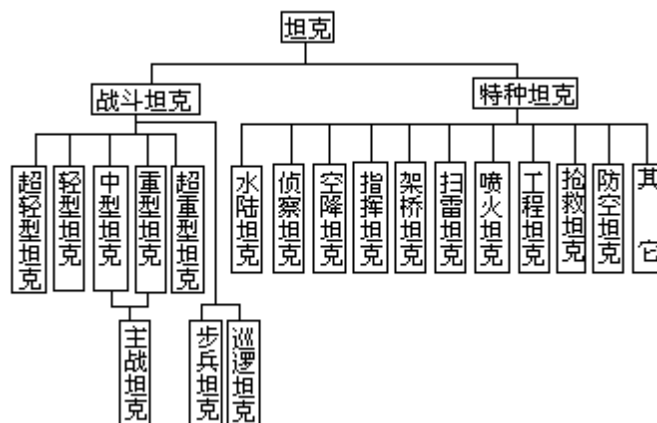 坦克
战斗坦克
特种坦克
超轻型坦克
轻型坦克
中型坦克
重型坦克
超重型坦克
水陆坦克
侦察坦克
空降坦克
指挥坦克
架桥坦克
扫雷坦克
喷火坦克
工程坦克
抢救坦克
防空坦克
其它
主战坦克
步兵坦克
巡逻坦克